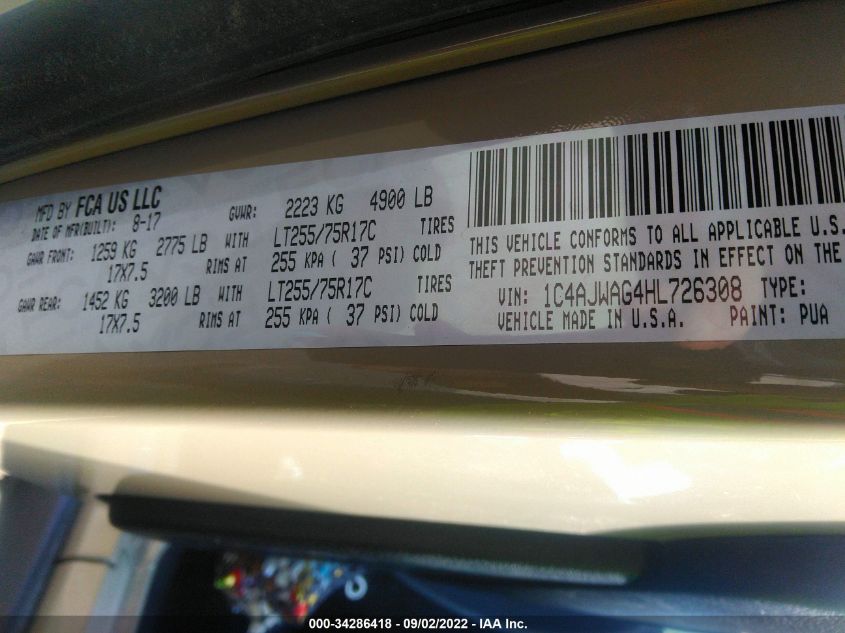 MFD BY FCA US LLC
DATE OF MFR(BUILT): 8-17
GVWR: 2223 KG 4900 LB
GAWR FRONT: 1259 KG 2775 LB WITH LT255/75R17C TIRES
17X7.5 RIMS AT 255 KPA ( 37 PSI) COLD
GAWR REAR: 1452 KG 3200 LB WITH LT255/75R17C TIRES
17X7.5 RIMS AT 255 KPA ( 37 PSI) COLD
THIS VEHICLE CONFORMS TO ALL APPLICABLE U.S.
THEFT PREVENTION STANDARDS IN EFFECT ON THE
VIN: 1C4AJWAG4HL726308 TYPE:
VEHICLE MADE IN U.S.A. PAINT: PUA
000-34286418 - 09/02/2022 - IAA Inc.